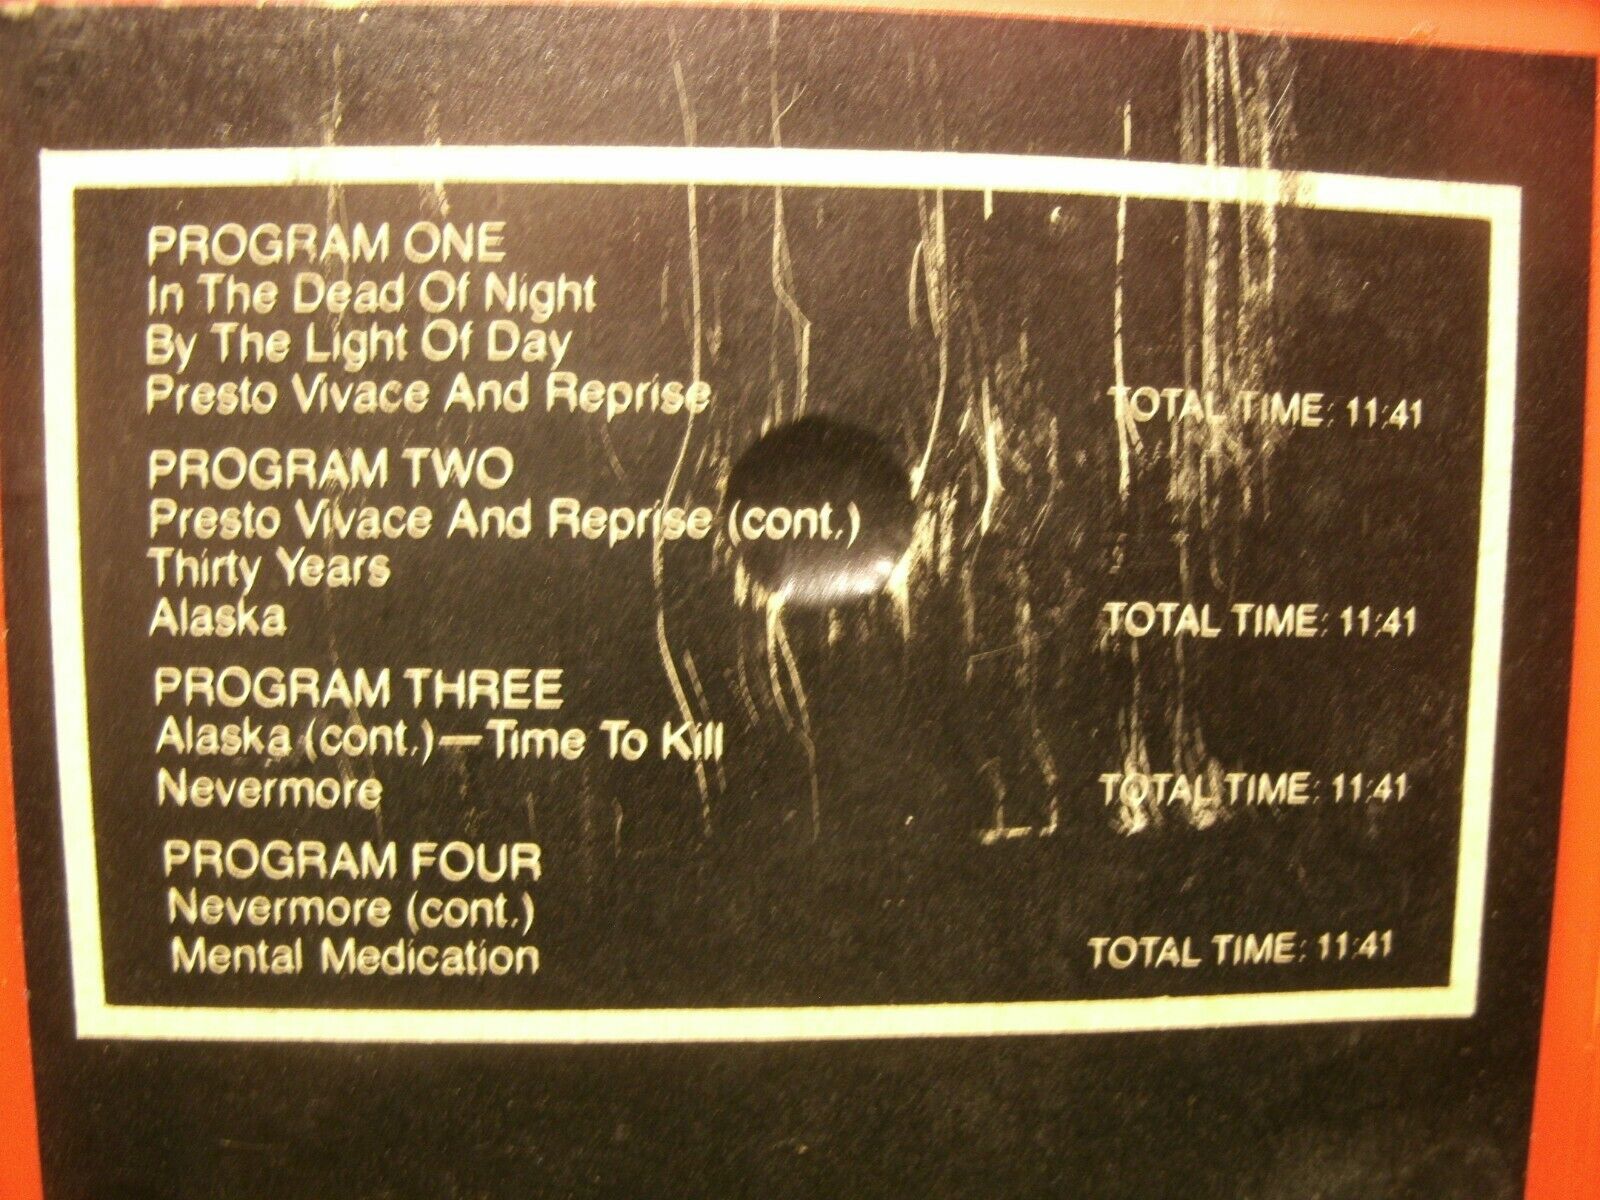 PROGRAM ONE
In The Dead Of Night
By The Light Of Day
Presto Vivace And Reprise TOTAL TIME: 11:41
PROGRAM TWO
Presto Vivace And Reprise (cont.)
Thirty Years
Alaska TOTAL TIME: 11:41
PROGRAM THREE
Alaska (cont.)—Time To Kill
Nevermore TOTAL TIME: 11:41
PROGRAM FOUR
Nevermore (cont.)
Mental Medication TOTAL TIME: 11:41